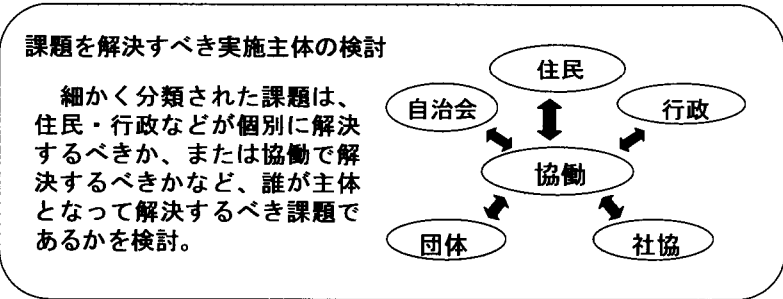 課題を解決すべき実施主体の検討
細かく分類された課題は、
住民・行政などが個別に解決
するべきか、または協働で解
決するべきかなど、誰が主体
となって解決するべき課題で
あるかを検討。
住民
自治会
行政
協働
団体
社協